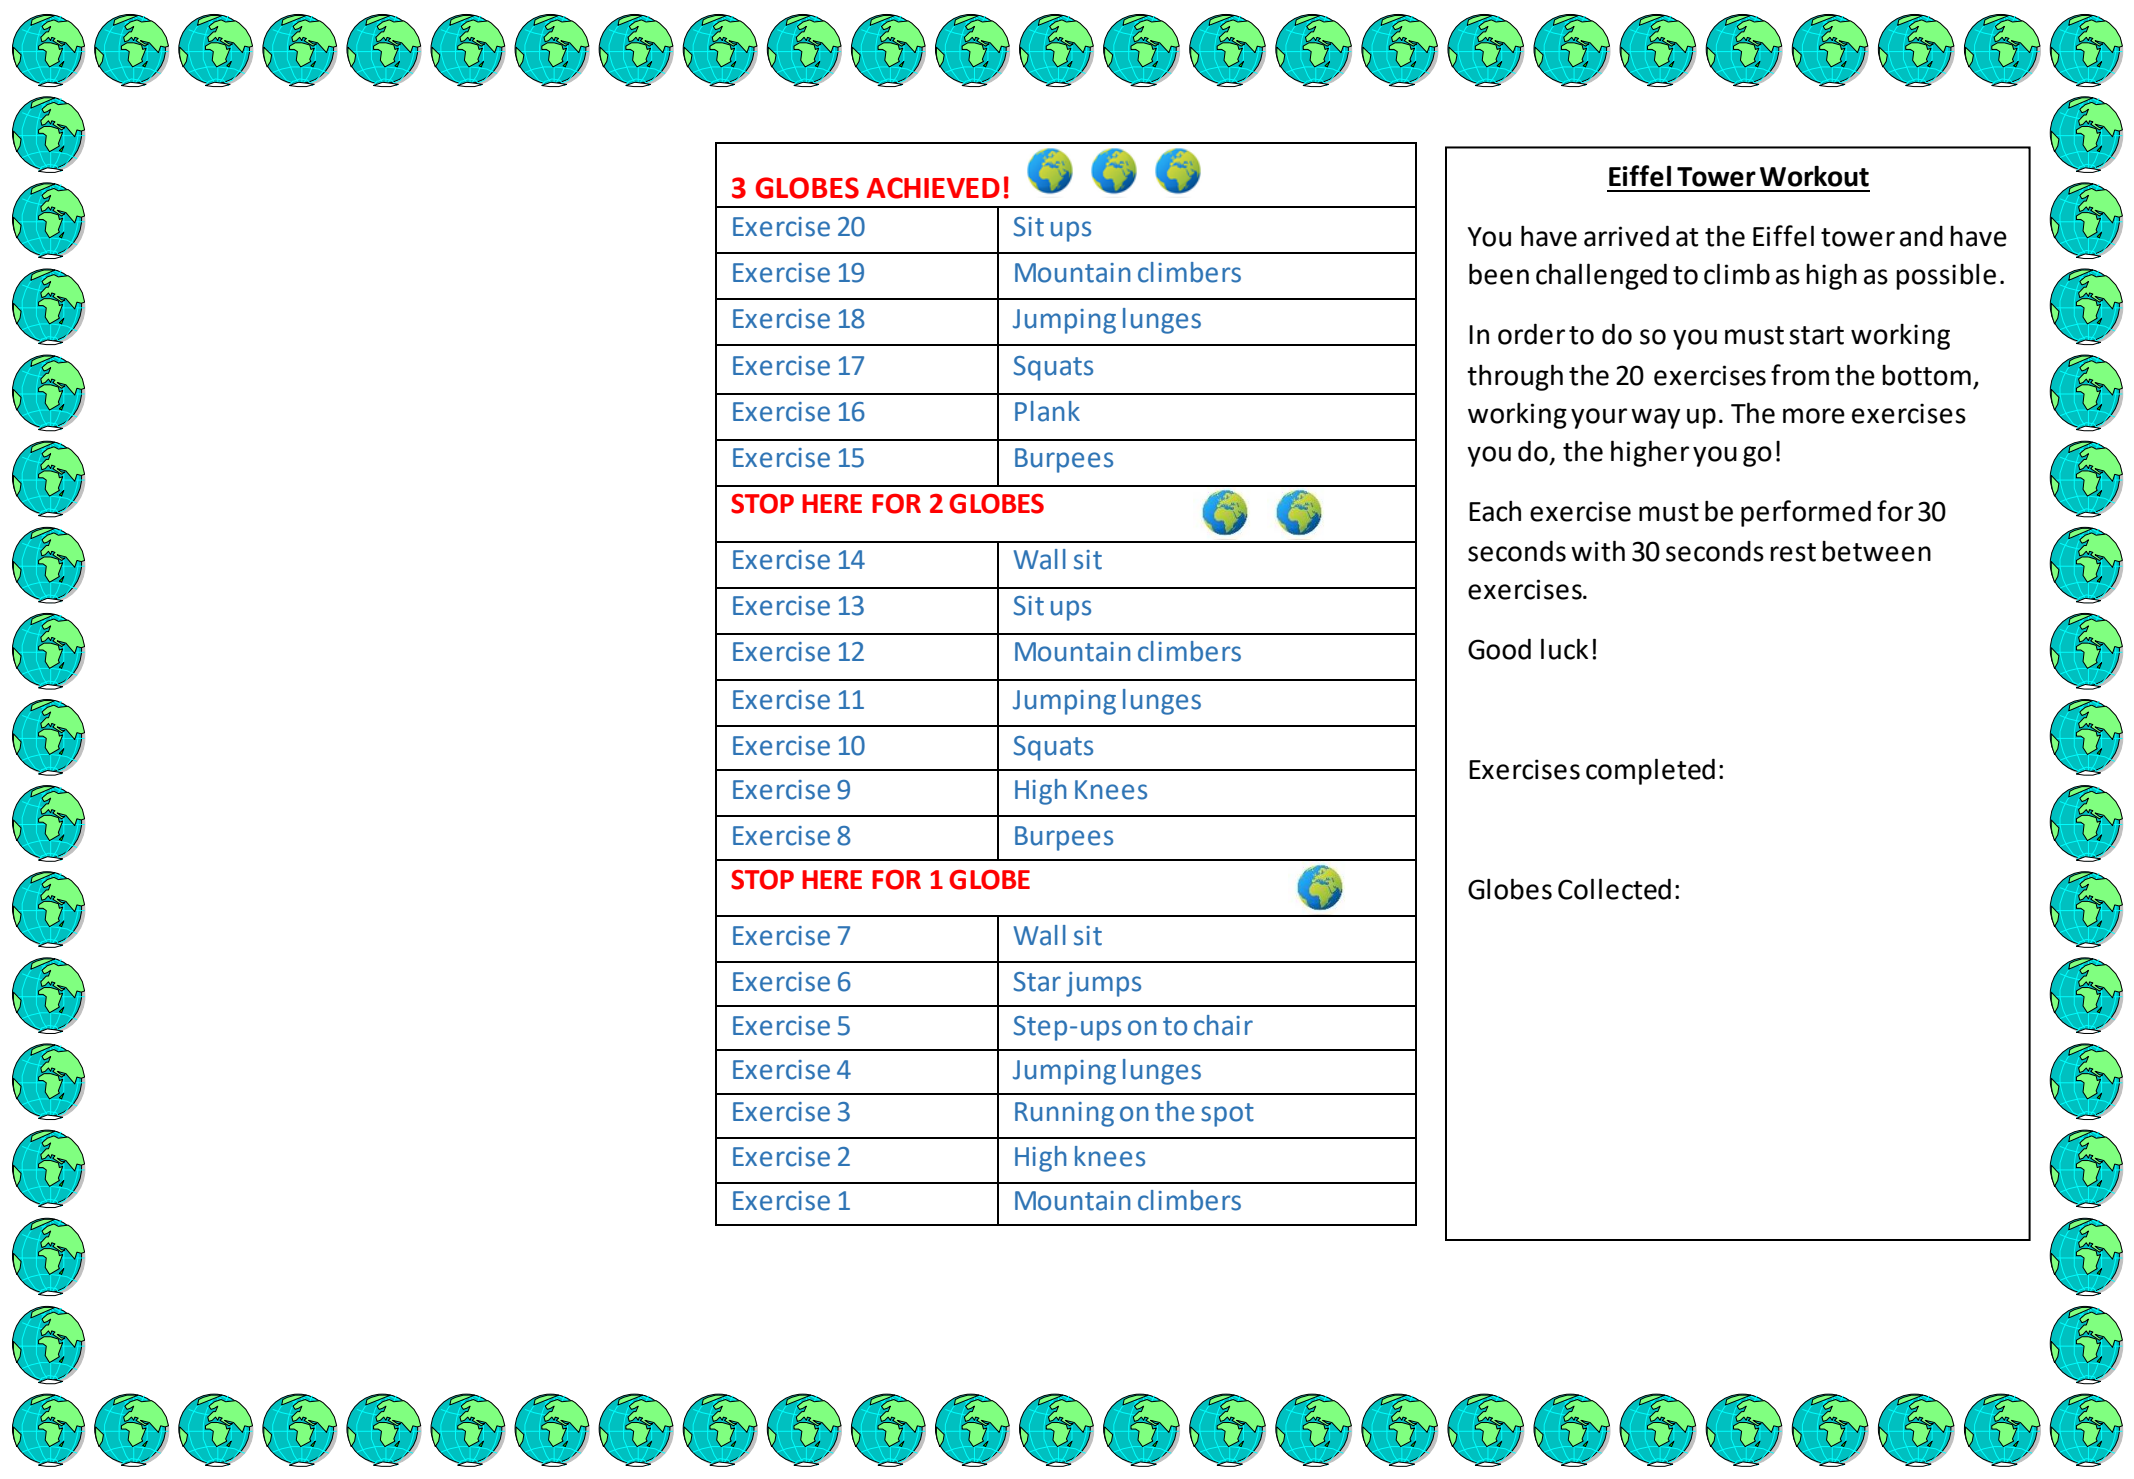 3 GLOBES ACHIEVED!
Exercise 20 Sit ups
Exercise 19 Mountain climbers
Exercise 18 Jumping lunges
Exercise 17 Squats
Exercise 16 Plank
Exercise 15 Burpees
STOP HERE FOR 2 GLOBES
Exercise 14 Wall sit
Exercise 13 Sit ups
Exercise 12 Mountain climbers
Exercise 11 Jumping lunges
Exercise 10 Squats
Exercise 9 High Knees
Exercise 8 Burpees
STOP HERE FOR 1 GLOBE
Exercise 7 Wall sit
Exercise 6 Star jumps
Exercise 5 Step-ups on to chair
Exercise 4 Jumping lunges
Exercise 3 Running on the spot
Exercise 2 High knees
Exercise 1 Mountain climbers
Eiffel Tower Workout
You have arrived at the Eiffel tower and have
been challenged to climb as high as possible.
In order to do so you must start working
through the 20 exercises from the bottom,
working your way up. The more exercises
you do, the higher you go!
Each exercise must be performed for 30
seconds with 30 seconds rest between
exercises.
Good luck!
Exercises completed:
Globes Collected: